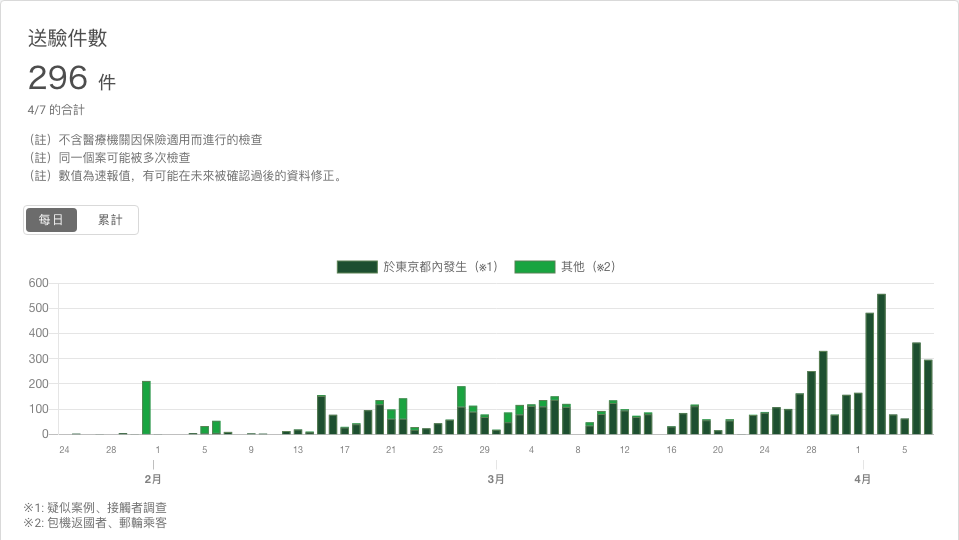 送驗件數
296 件
4/7 的合計
（註）不含醫療機關因保險適用而進行的檢查
（註）同一個案可能被多次檢查
（註）數值為速報值，有可能在未來被確認過後的資料修正。
每日 累計
於東京都內發生（※1） 其他（※2）
600
500
400
300
200
100
0
24 28 1 5 9 13 17 21 25 29 4 8 12 16 20 24 28 1 5
2月 3月 4月
※1: 疑似案例、接觸者調查
※2: 包機返國者、郵輪乘客